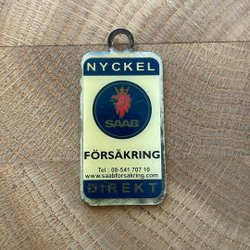 NYCKEL
SAAB
FÖRSÄKRING
Tel : 08-541 707 10
www.saabforsakring.com
DIREKT